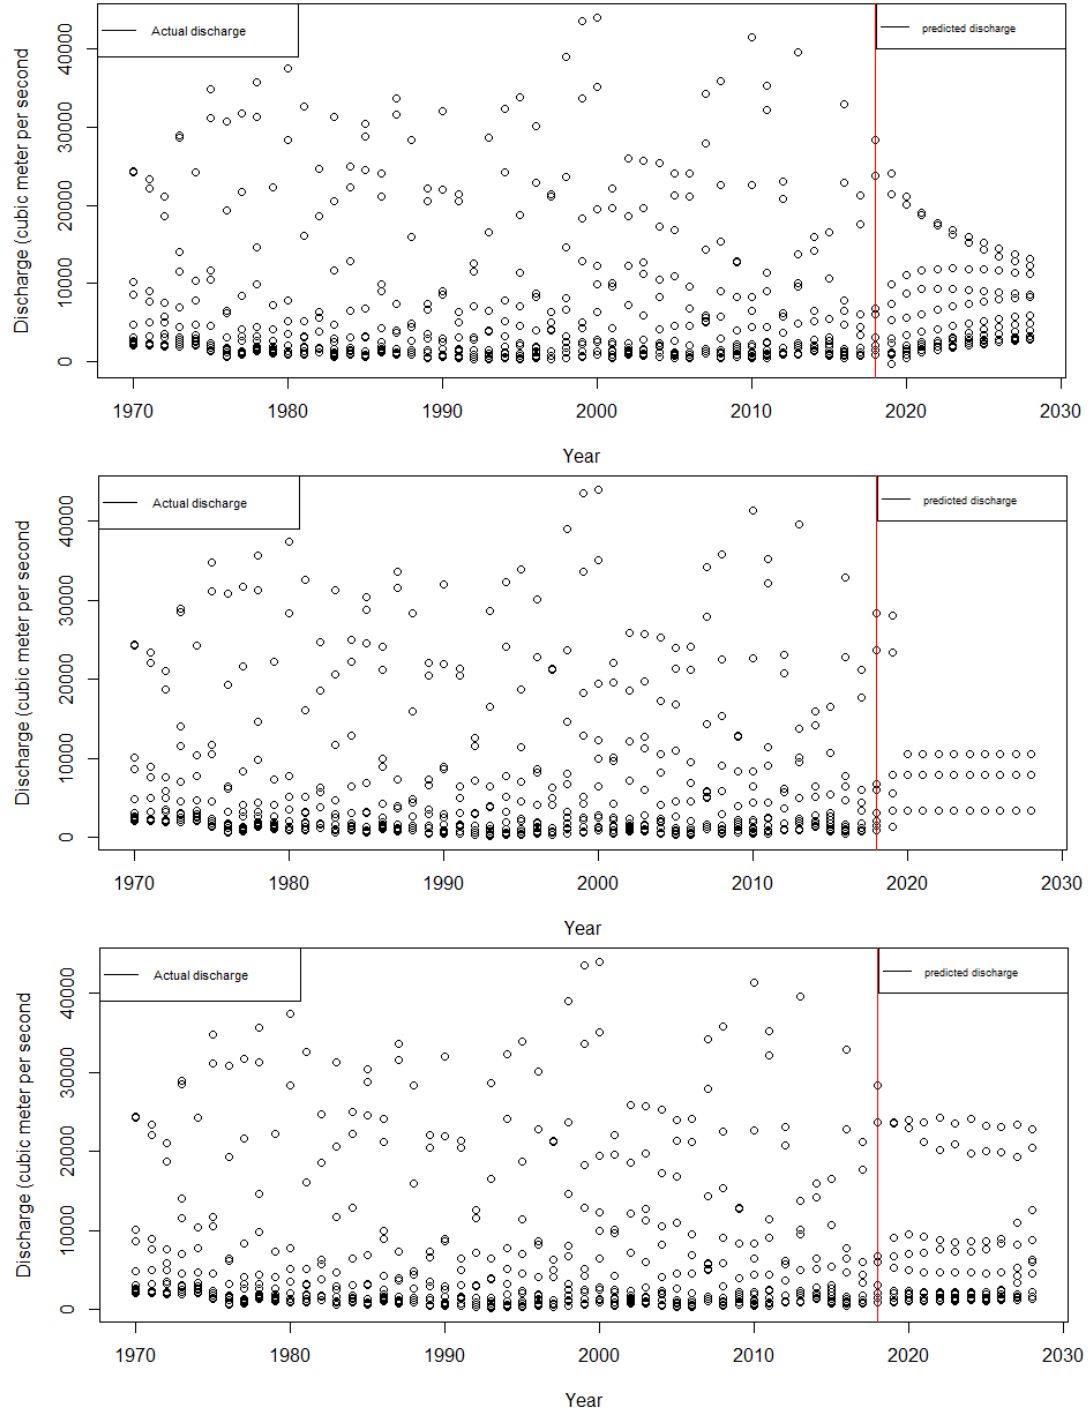 Actual discharge
predicted discharge
Discharge (cubic meter per second
0 10000 20000 30000 40000
1970 1980 1990 2000 2010 2020 2030
Year
Actual discharge
predicted discharge
Discharge (cubic meter per second
0 10000 20000 30000 40000
1970 1980 1990 2000 2010 2020 2030
Year
Actual discharge
predicted discharge
Discharge (cubic meter per second
0 10000 20000 30000 40000
1970 1980 1990 2000 2010 2020 2030
Year